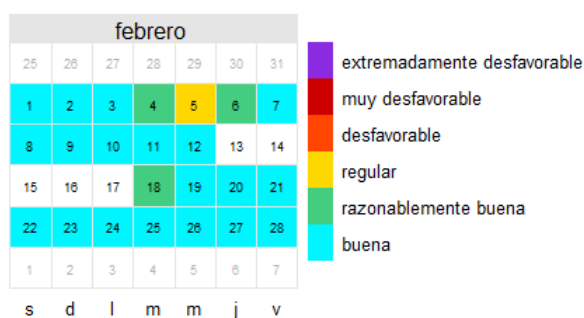 febrero
25 26 27 28 29 30 31
1 2 3 4 5 6 7
8 9 10 11 12 13 14
15 16 17 18 19 20 21
22 23 24 25 26 27 28
1 2 3 4 5 6 7
s d l m m j v
extremadamente desfavorable
muy desfavorable
desfavorable
regular
razonablemente buena
buena